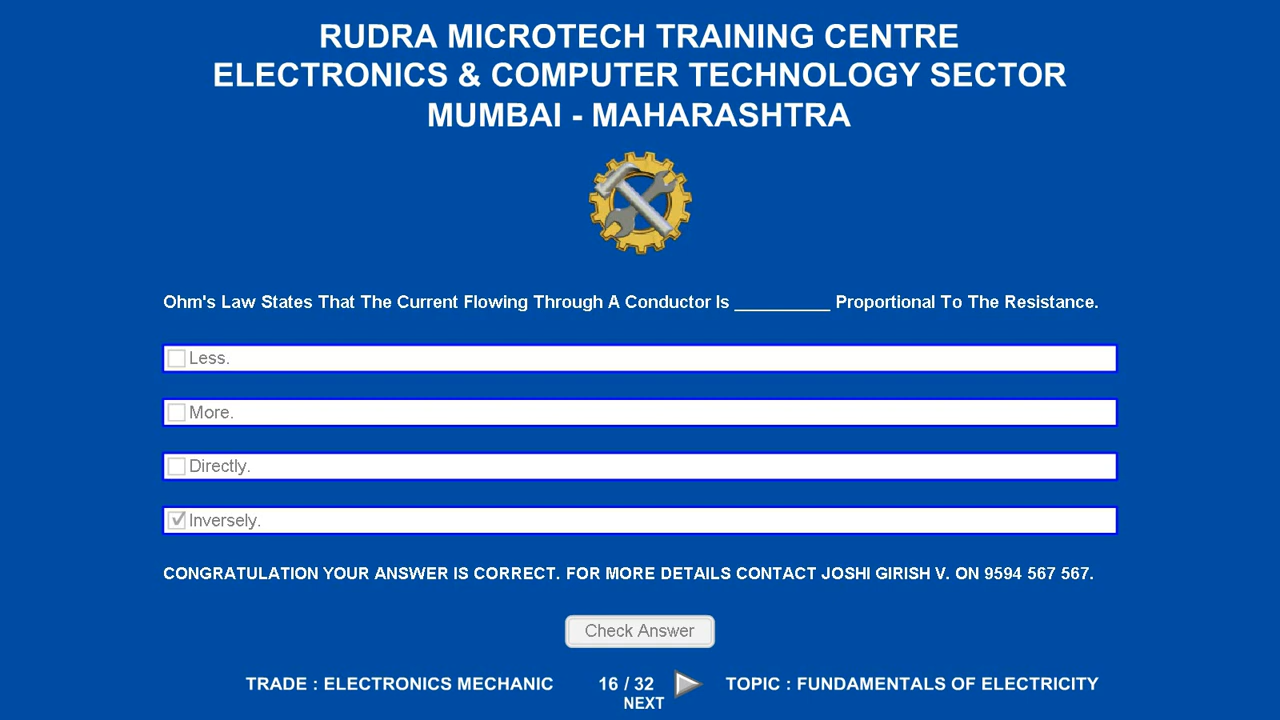 RUDRA MICROTECH TRAINING CENTRE
ELECTRONICS & COMPUTER TECHNOLOGY SECTOR
MUMBAI - MAHARASHTRA
Ohm's Law States That The Current Flowing Through A Conductor Is __________ Proportional To The Resistance.
Less.
More.
Directly.
Inversely.
CONGRATULATION YOUR ANSWER IS CORRECT. FOR MORE DETAILS CONTACT JOSHI GIRISH V. ON 9594 567 567.
Check Answer
TRADE : ELECTRONICS MECHANIC 16 / 32 TOPIC : FUNDAMENTALS OF ELECTRICITY
NEXT